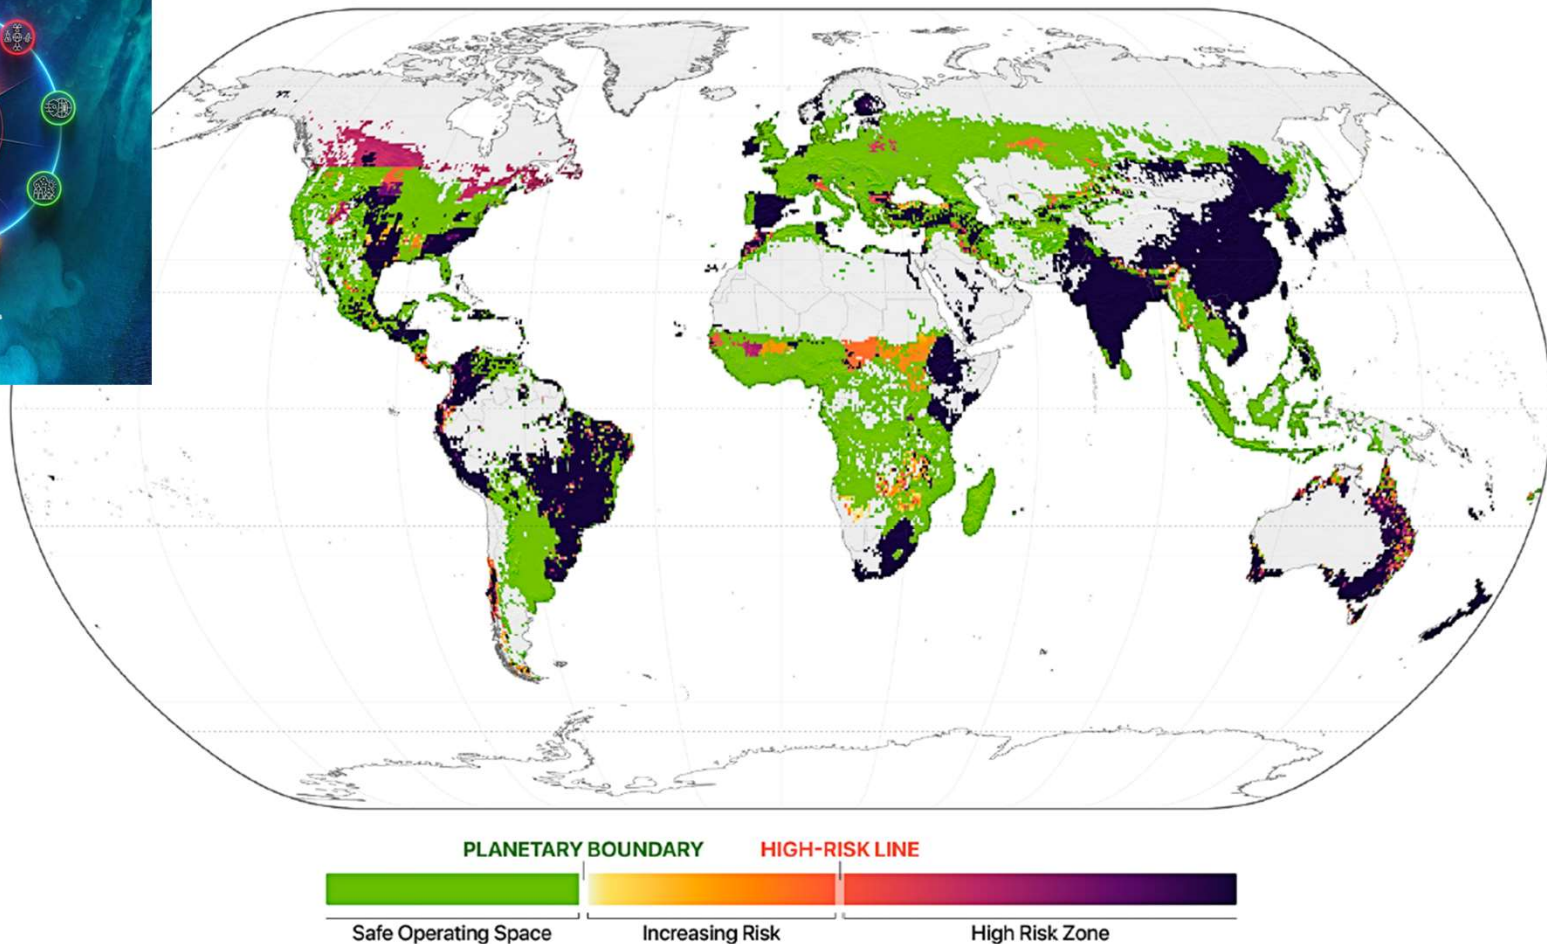 PLANETARY BOUNDARY HIGH-RISK LINE
Safe Operating Space Increasing Risk High Risk Zone